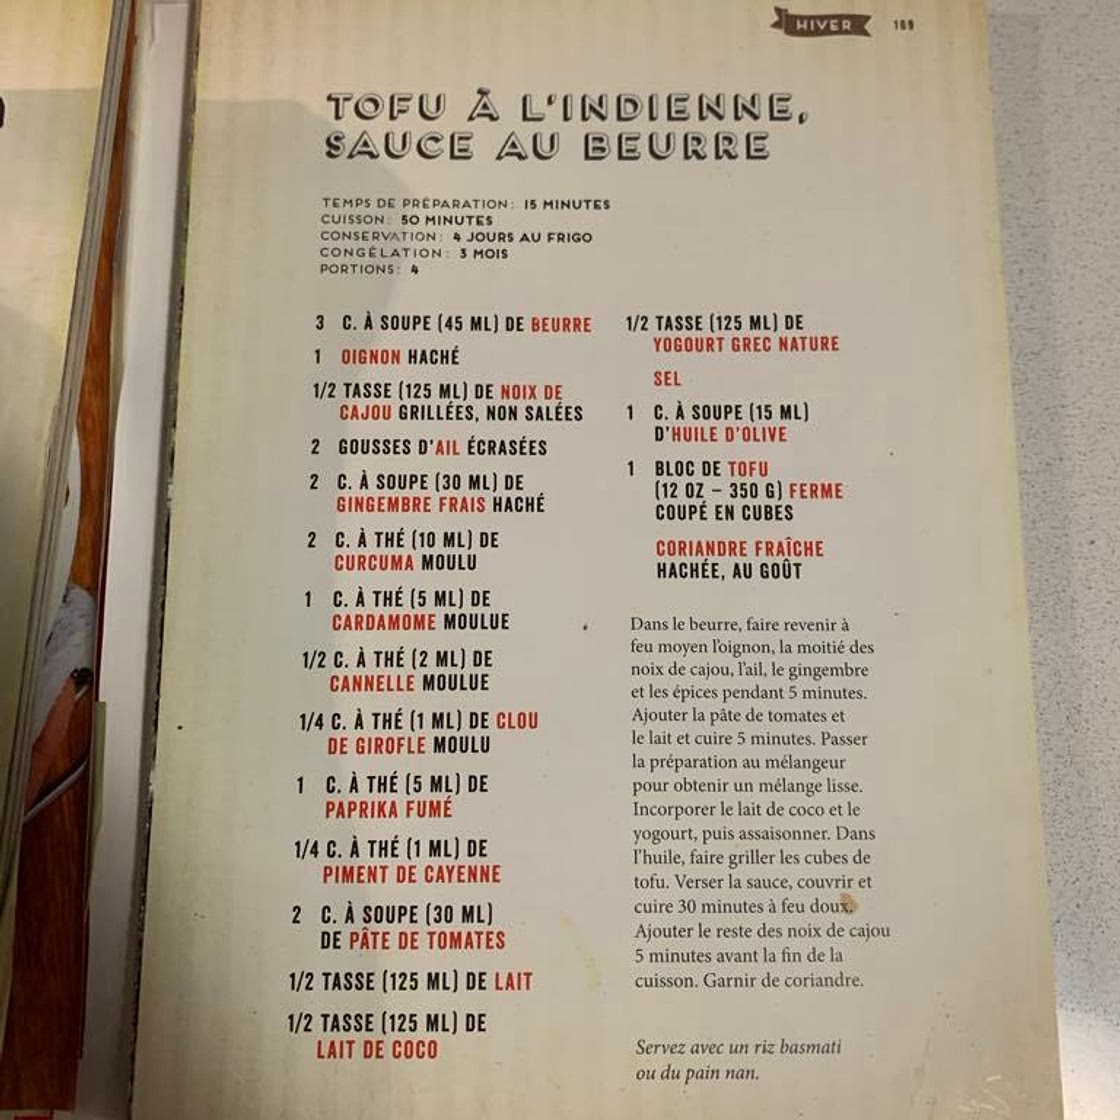 HIVER 169
TOFU À L'INDIENNE,
SAUCE AU BEURRE
TEMPS DE PRÉPARATION: 15 MINUTES
CUISSON: 50 MINUTES
CONSERVATION: 4 JOURS AU FRIGO
CONGÉLATION: 3 MOIS
PORTIONS: 4
3 C. À SOUPE (45 ML) DE BEURRE
1 OIGNON HACHÉ
1/2 TASSE (125 ML) DE NOIX DE
CAJOU GRILLÉES, NON SALÉES
2 GOUSSES D'AIL ÉCRASÉES
2 C. À SOUPE (30 ML) DE
GINGEMBRE FRAIS HACHÉ
2 C. À THÉ (10 ML) DE
CURCUMA MOULU
1 C. À THÉ (5 ML) DE
CARDAMOME MOULUE
1/2 C. À THÉ (2 ML) DE
CANNELLE MOULUE
1/4 C. À THÉ (1 ML) DE CLOU
DE GIROFLE MOULU
1 C. À THÉ (5 ML) DE
PAPRIKA FUMÉ
1/4 C. À THÉ (1 ML) DE
PIMENT DE CAYENNE
2 C. À SOUPE (30 ML)
DE PÂTE DE TOMATES
1/2 TASSE (125 ML) DE LAIT
1/2 TASSE (125 ML) DE
LAIT DE COCO
1/2 TASSE (125 ML) DE
YOGOURT GREC NATURE
SEL
1 C. À SOUPE (15 ML)
D'HUILE D'OLIVE
1 BLOC DE TOFU
(12 OZ – 350 G) FERME
COUPÉ EN CUBES
CORIANDRE FRAÎCHE
HACHÉE, AU GOÛT
Dans le beurre, faire revenir à
feu moyen l'oignon, la moitié des
noix de cajou, l'ail, le gingembre
et les épices pendant 5 minutes.
Ajouter la pâte de tomates et
le lait et cuire 5 minutes. Passer
la préparation au mélangeur
pour obtenir un mélange lisse.
Incorporer le lait de coco et le
yogourt, puis assaisonner. Dans
l'huile, faire griller les cubes de
tofu. Verser la sauce, couvrir et
cuire 30 minutes à feu doux.
Ajouter le reste des noix de cajou
5 minutes avant la fin de la
cuisson. Garnir de coriandre.
Servez avec un riz basmati
ou du pain nan.